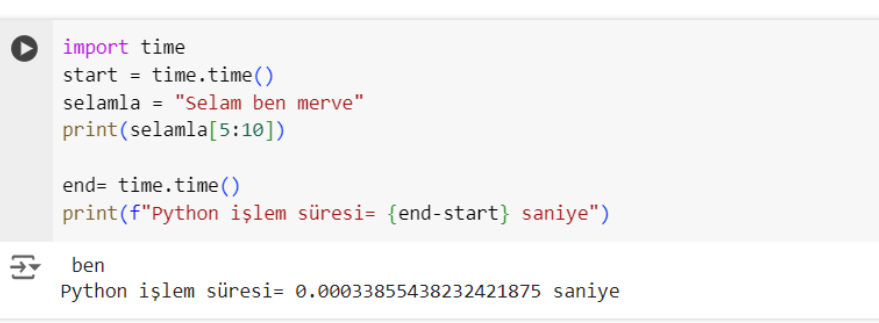 import time
start = time.time()
selamla = "Selam ben merve"
print(selamla[5:10])
end= time.time()
print(f"Python işlem süresi= {end-start} saniye")
ben
Python işlem süresi= 0.00033855438232421875 saniye